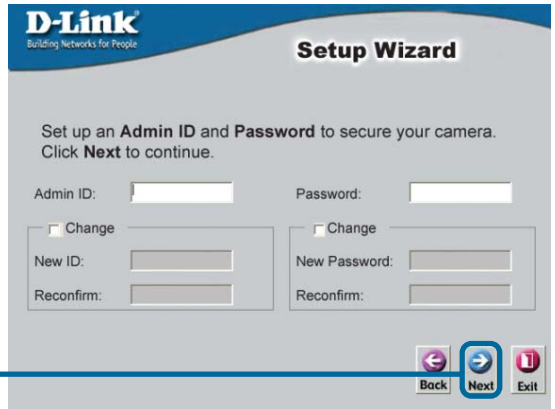 D-Link
Building Networks for People
Setup Wizard
Set up an Admin ID and Password to secure your camera.
Click Next to continue.
Admin ID:
Password:
Change
Change
New ID:
New Password:
Reconfirm:
Reconfirm:
Back
Next
Exit